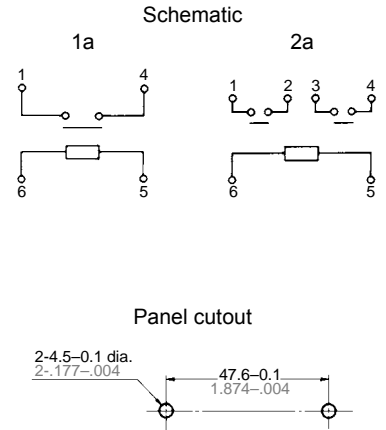 Schematic
1a 2a
1 4 1 2 3 4
6 5 6 5
Panel cutout
2-4.5–0.1 dia.
2-.177–.004
47.6–0.1
1.874–.004